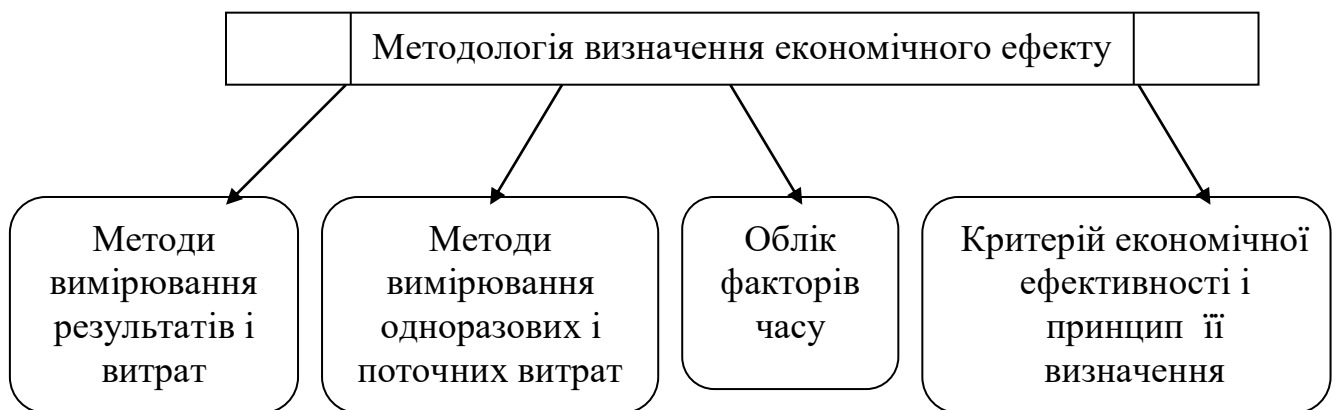 Методологія визначення економічного ефекту
Методи
вимірювання
результатів і
витрат
Методи
вимірювання
одноразових і
поточних витрат
Облік
факторів
часу
Критерій економічної
ефективності і
принцип її
визначення